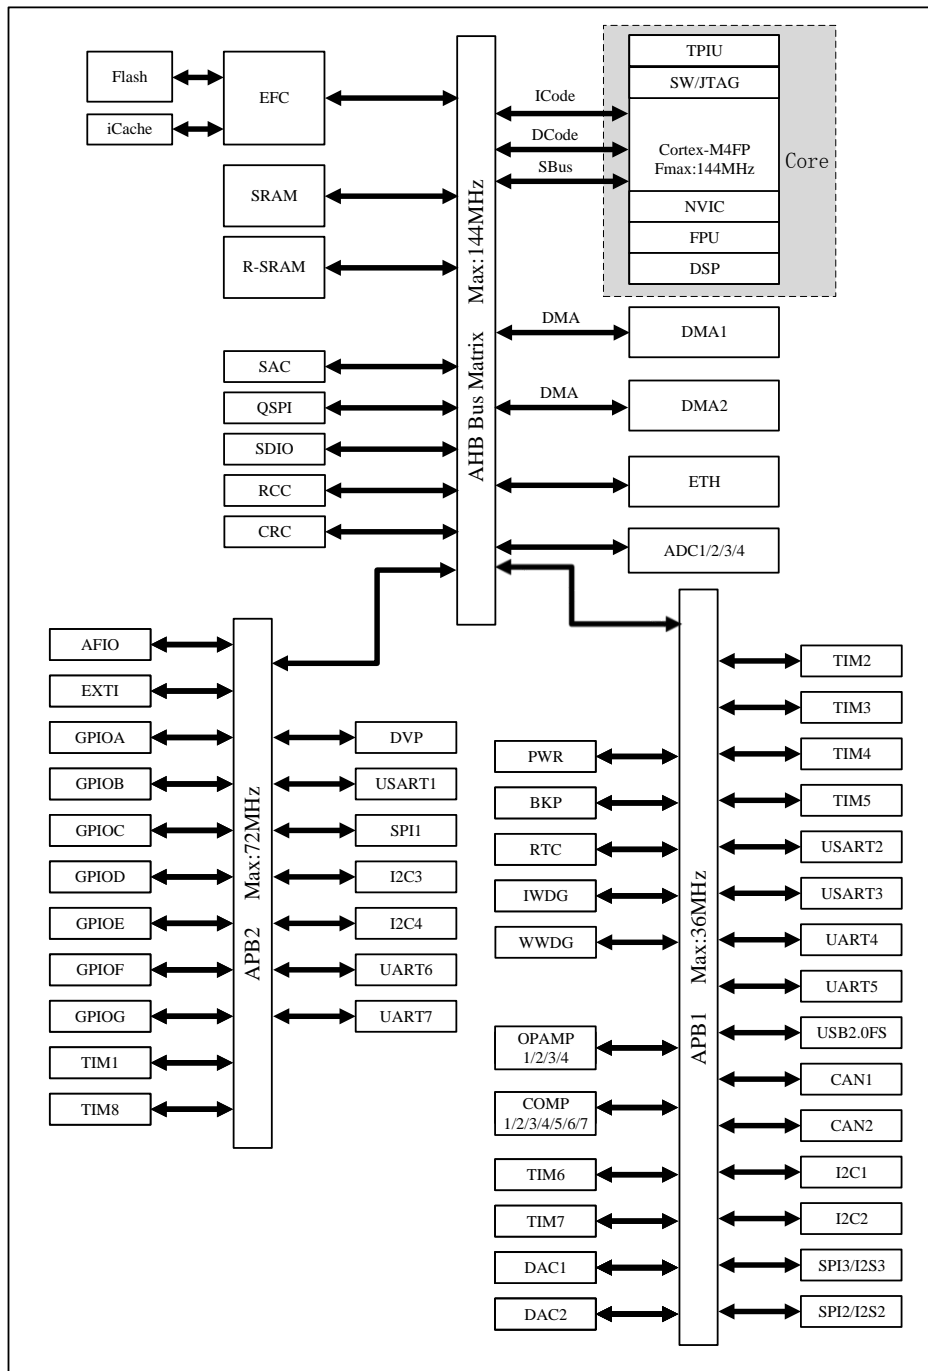 Flash
iCache
EFC
SRAM
R-SRAM
SAC
QSPI
SDIO
RCC
CRC
AHB Bus Matrix Max:144MHz
ICode
DCode
SBus
TPIU
SW/JTAG
Cortex-M4FP
Fmax:144MHz
NVIC
FPU
DSP
Core
DMA
DMA1
DMA
DMA2
ETH
ADC1/2/3/4
AFIO
EXTI
GPIOA
GPIOB
GPIOC
GPIOD
GPIOE
GPIOF
GPIOG
TIM1
TIM8
APB2 Max:72MHz
DVP
USART1
SPI1
I2C3
I2C4
UART6
UART7
PWR
BKP
RTC
IWDG
WWDG
OPAMP
1/2/3/4
COMP
1/2/3/4/5/6/7
TIM6
TIM7
DAC1
DAC2
APB1 Max:36MHz
TIM2
TIM3
TIM4
TIM5
USART2
USART3
UART4
UART5
USB2.0FS
CAN1
CAN2
I2C1
I2C2
SPI3/I2S3
SPI2/I2S2